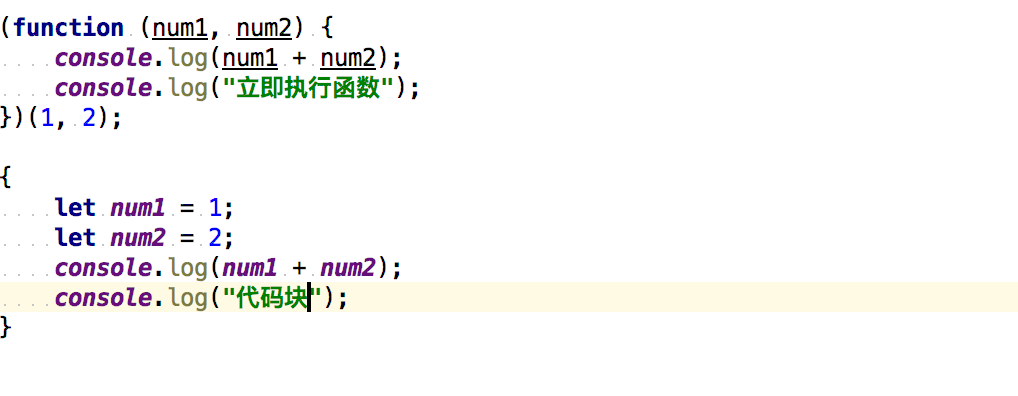 (function (num1, num2) {
    console.log(num1 + num2);
    console.log("立即执行函数");
})(1, 2);

{
    let num1 = 1;
    let num2 = 2;
    console.log(num1 + num2);
    console.log("代码块");
}